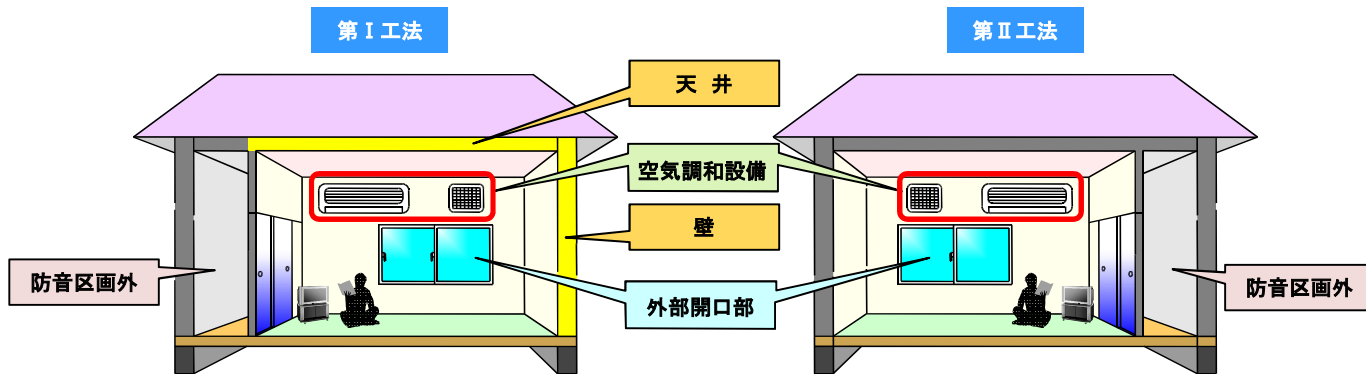 第Ⅰ工法
第Ⅱ工法
天 井
空気調和設備
壁
防音区画外
外部開口部
防音区画外